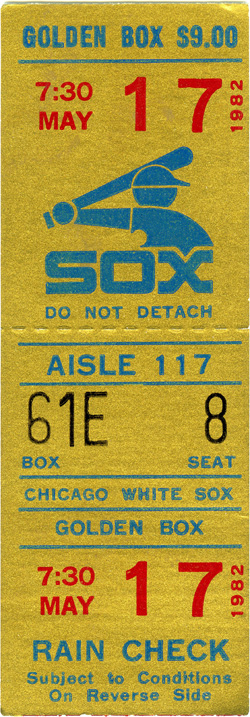 GOLDEN BOX $9.00
7:30 MAY 17 1982
SOX
DO NOT DETACH
AISLE 117
61E 8
BOX SEAT
CHICAGO WHITE SOX
GOLDEN BOX
7:30 MAY 17 1982
RAIN CHECK
Subject to Conditions
On Reverse Side